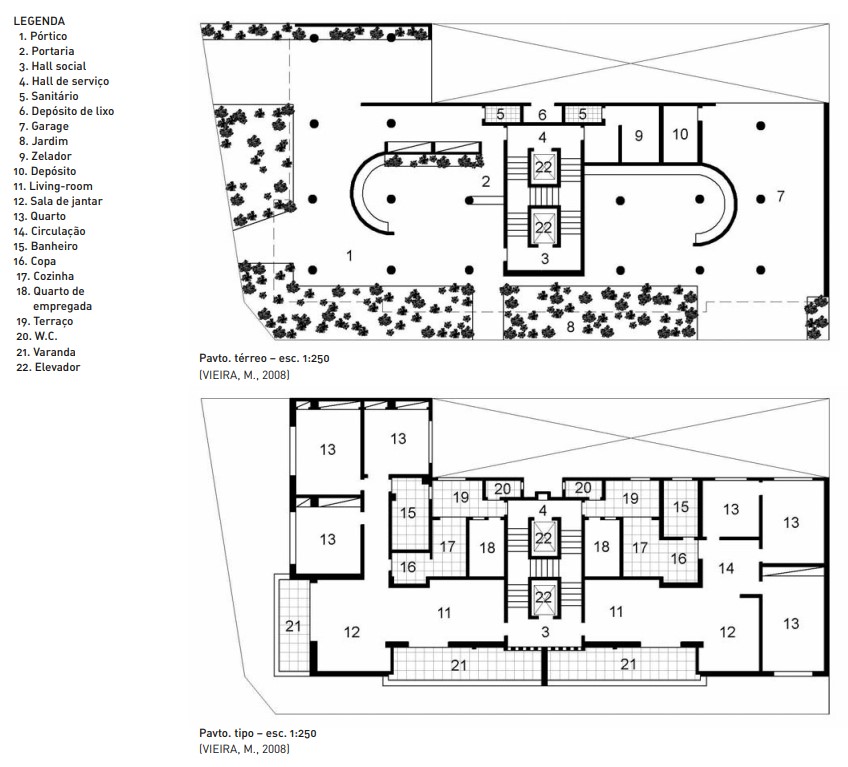 LEGENDA
1. Pórtico
2. Portaria
3. Hall social
4. Hall de serviço
5. Sanitário
6. Depósito de lixo
7. Garage
8. Jardim
9. Zelador
10. Depósito
11. Living-room
12. Sala de jantar
13. Quarto
14. Circulação
15. Banheiro
16. Copa
17. Cozinha
18. Quarto de
empregada
19. Terraço
20. W.C.
21. Varanda
22. Elevador
5 6 5
4 9 10
22
2 7
22
1 3
8
Pavto. térreo – esc. 1:250
(VIEIRA, M., 2008)
13 13
19 20 20 19
15 4 15 13 13
13 17 18 22 18 17
16 16 14
22
21 12 11 3 11 12 13
21 21
Pavto. tipo – esc. 1:250
(VIEIRA, M., 2008)